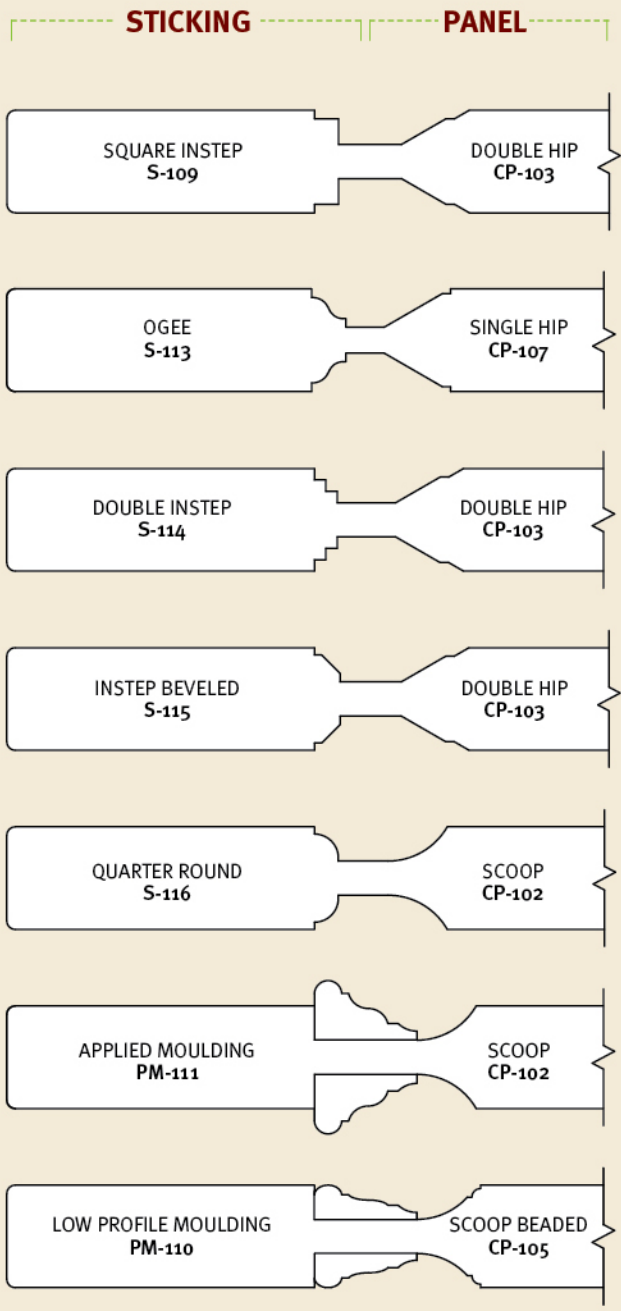 STICKING PANEL
SQUARE INSTEP DOUBLE HIP
S-109 CP-103
OGEE SINGLE HIP
S-113 CP-107
DOUBLE INSTEP DOUBLE HIP
S-114 CP-103
INSTEP BEVELED DOUBLE HIP
S-115 CP-103
QUARTER ROUND SCOOP
S-116 CP-102
APPLIED MOULDING SCOOP
PM-111 CP-102
LOW PROFILE MOULDING SCOOP BEADED
PM-110 CP-105